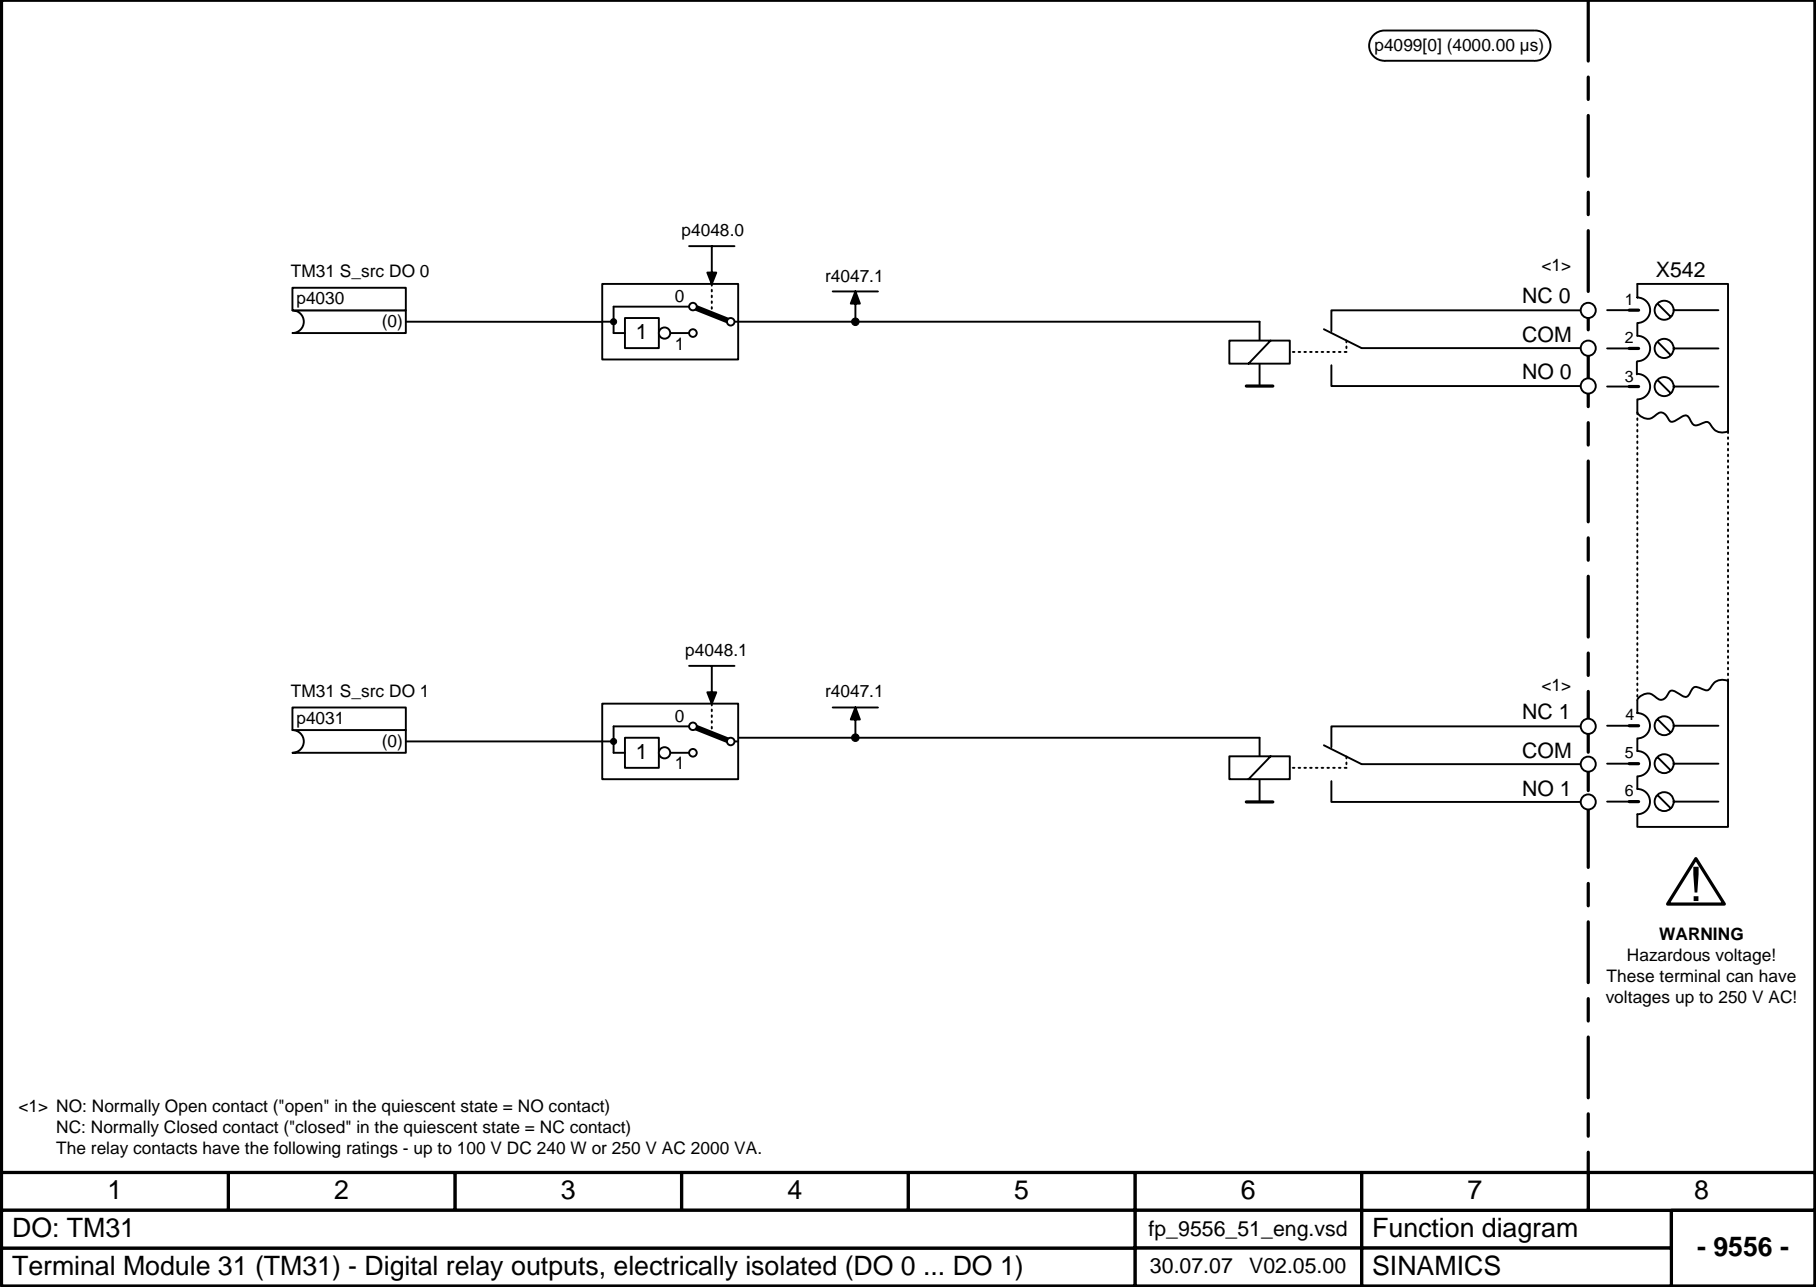 p4099[0] (4000.00 µs)
p4048.0
TM31 S_src DO 0
p4030
(0)
0
1
1
r4047.1
<1>
NC 0
COM
NO 0
X542
1
2
3
p4048.1
TM31 S_src DO 1
p4031
(0)
0
1
1
r4047.1
<1>
NC 1
COM
NO 1
4
5
6
WARNING
Hazardous voltage!
These terminal can have
voltages up to 250 V AC!
<1> NO: Normally Open contact ("open" in the quiescent state = NO contact)
NC: Normally Closed contact ("closed" in the quiescent state = NC contact)
The relay contacts have the following ratings - up to 100 V DC 240 W or 250 V AC 2000 VA.
1 2 3 4 5 6 7 8
DO: TM31
fp_9556_51_eng.vsd
Function diagram
- 9556 -
Terminal Module 31 (TM31) - Digital relay outputs, electrically isolated (DO 0 ... DO 1)
30.07.07 V02.05.00
SINAMICS